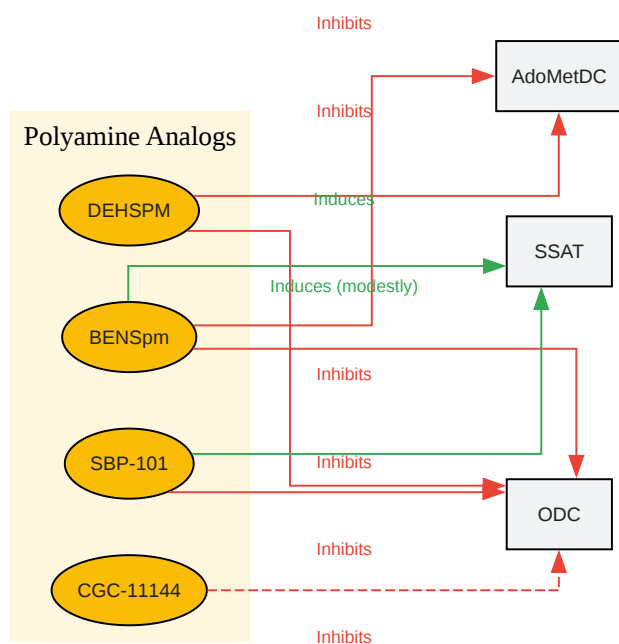 Inhibits
AdoMetDC
Inhibits
Polyamine Analogs
Induces
DEHSPM
SSAT
Induces (modestly)
BENSpm
Inhibits
SBP-101
Inhibits
ODC
Inhibits
CGC-11144
Inhibits